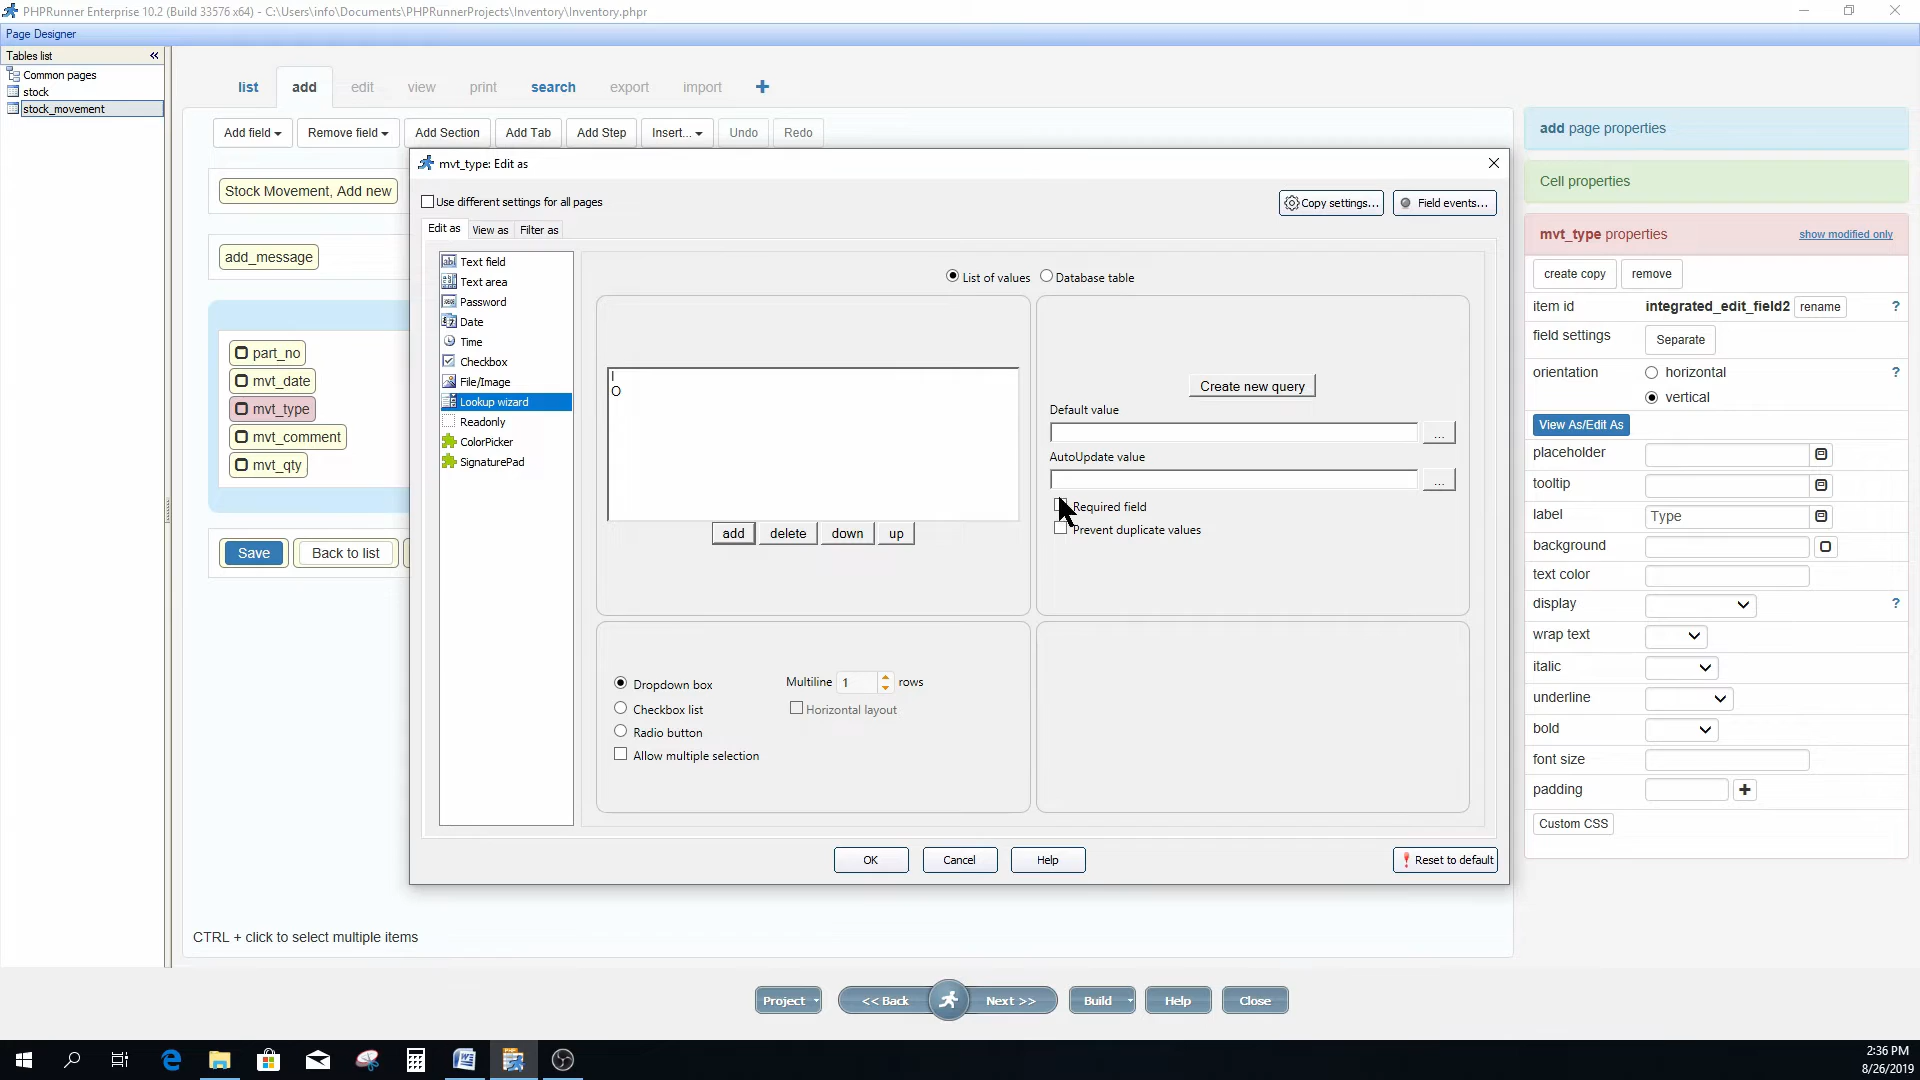 PHPRunner Enterprise 10.2 (Build 33576 x64) - C:\Users\info\Documents\PHPRunnerProjects\Inventory\Inventory.phpr
Page Designer
Tables list «
Common pages
stock
stock_movement
list add edit view print search export import
Add field Remove field Add Section Add Tab Add Step Insert... Undo Redo
Stock Movement, Add new
add_message
part_no
mvt_date
mvt_type
mvt_comment
mvt_qty
Save Back to list
CTRL + click to select multiple items
mvt_type: Edit as
Use different settings for all pages
Copy settings... Field events...
Edit as View as Filter as
Text field
Text area
Password
Date
Time
Checkbox
File/Image
Lookup wizard
Readonly
ColorPicker
SignaturePad
List of values Database table
I
O
add delete down up
Create new query
Default value
...
AutoUpdate value
...
Required field
Prevent duplicate values
Dropdown box Multiline 1 rows
Checkbox list Horizontal layout
Radio button
Allow multiple selection
OK Cancel Help Reset to default
add page properties
Cell properties
mvt_type properties show modified only
create copy remove
item id integrated_edit_field2 rename ?
field settings Separate
orientation horizontal ?
vertical
View As/Edit As
placeholder
tooltip
label Type
background
text color
display ?
wrap text
italic
underline
bold
font size
padding
Custom CSS
Project << Back Next >> Build Help Close
2:36 PM
8/26/2019